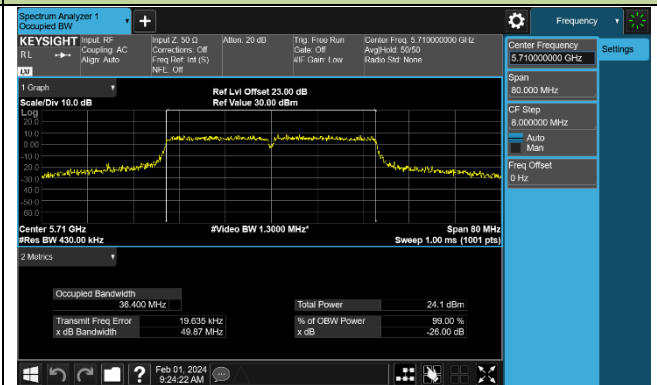 Spectrum Analyzer 1
Occupied BW
+
Frequency
KEYSIGHT
RL
LXI
Input: RF
Coupling: AC
Align: Auto
Input Z: 50 Ω
Corrections: Off
Freq Ref: Int (S)
NFE: Off
Atten: 20 dB
Trig: Free Run
Gate: Off
#IF Gain: Low
Center Freq: 5.710000000 GHz
Avg|Hold: 50/50
Radio Std: None
Center Frequency
5.710000000 GHz
Settings
Span
80.000 MHz
CF Step
8.000000 MHz
Auto
Man
Freq Offset
0 Hz
1 Graph
Scale/Div 10.0 dB
Ref Lvl Offset 23.00 dB
Ref Value 30.00 dBm
Log
20.0
10.0
0.00
-10.0
-20.0
-30.0
-40.0
-50.0
-60.0
Center 5.71 GHz
#Res BW 430.00 kHz
#Video BW 1.3000 MHz*
Span 80 MHz
Sweep 1.00 ms (1001 pts)
2 Metrics
Occupied Bandwidth
36.400 MHz
Total Power 24.1 dBm
Transmit Freq Error 19.635 kHz
% of OBW Power 99.00 %
x dB Bandwidth 49.87 MHz
x dB -26.00 dB
?
Feb 01, 2024
9:24:22 AM